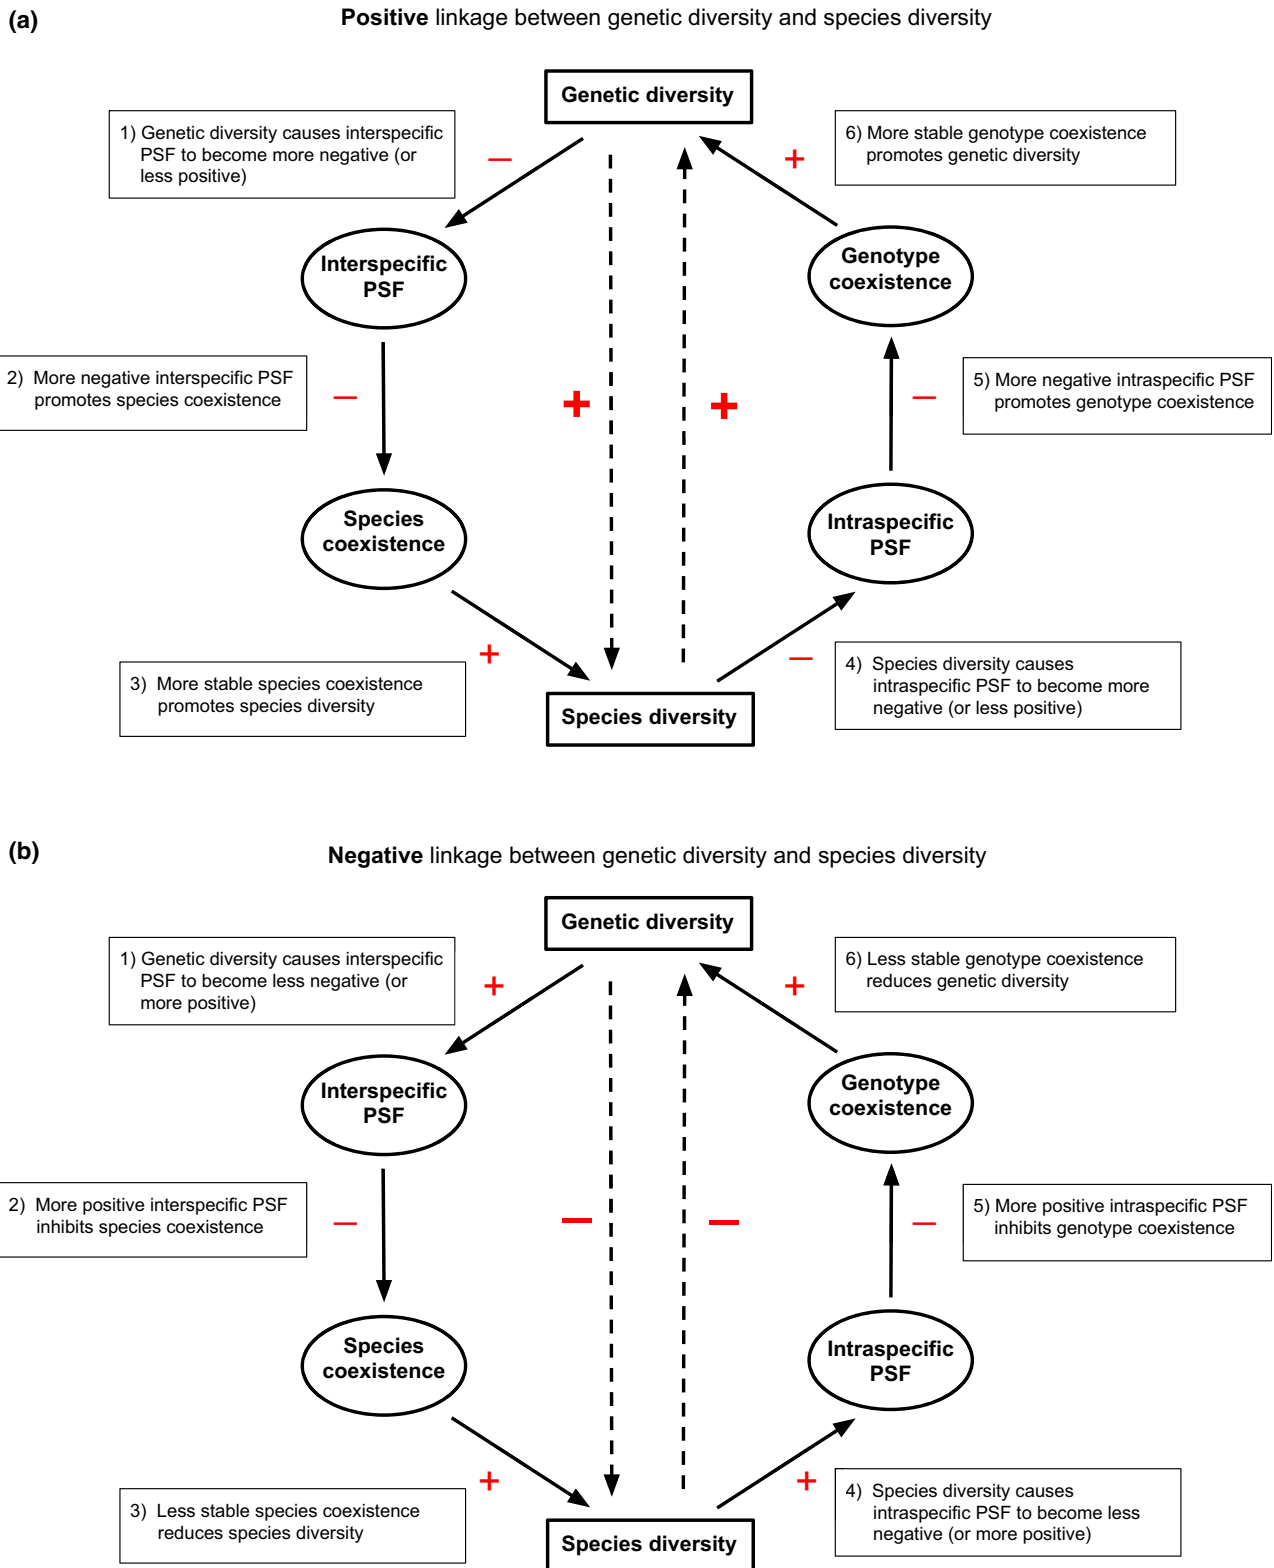 (a)
Positive linkage between genetic diversity and species diversity
Genetic diversity
1) Genetic diversity causes interspecific
PSF to become more negative (or
less positive)
–
+
6) More stable genotype coexistence
promotes genetic diversity
Interspecific
PSF
Genotype
coexistence
2) More negative interspecific PSF
promotes species coexistence
–
+
+
–
5) More negative intraspecific PSF
promotes genotype coexistence
Species
coexistence
Intraspecific
PSF
3) More stable species coexistence
promotes species diversity
+
–
4) Species diversity causes
intraspecific PSF to become more
negative (or less positive)
Species diversity
(b)
Negative linkage between genetic diversity and species diversity
Genetic diversity
1) Genetic diversity causes interspecific
PSF to become less negative (or
more positive)
+
+
6) Less stable genotype coexistence
reduces genetic diversity
Interspecific
PSF
Genotype
coexistence
2) More positive interspecific PSF
inhibits species coexistence
–
–
–
–
5) More positive intraspecific PSF
inhibits genotype coexistence
Species
coexistence
Intraspecific
PSF
3) Less stable species coexistence
reduces species diversity
+
+
4) Species diversity causes
intraspecific PSF to become less
negative (or more positive)
Species diversity